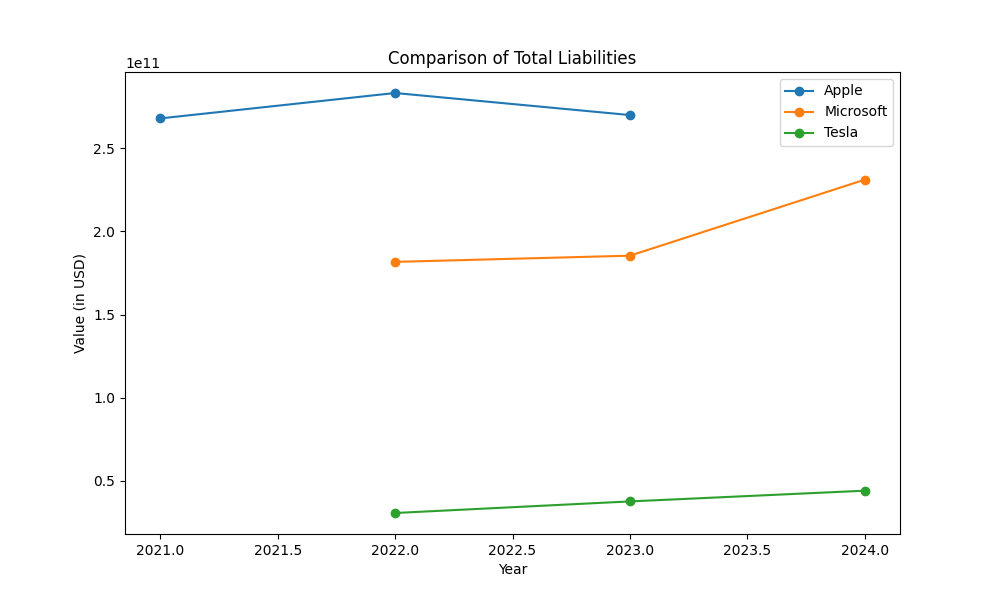 Comparison of Total Liabilities
1e11
Apple
Microsoft
Tesla
2.5
2.0
1.5
1.0
0.5
Value (in USD)
2021.0 2021.5 2022.0 2022.5 2023.0 2023.5 2024.0
Year